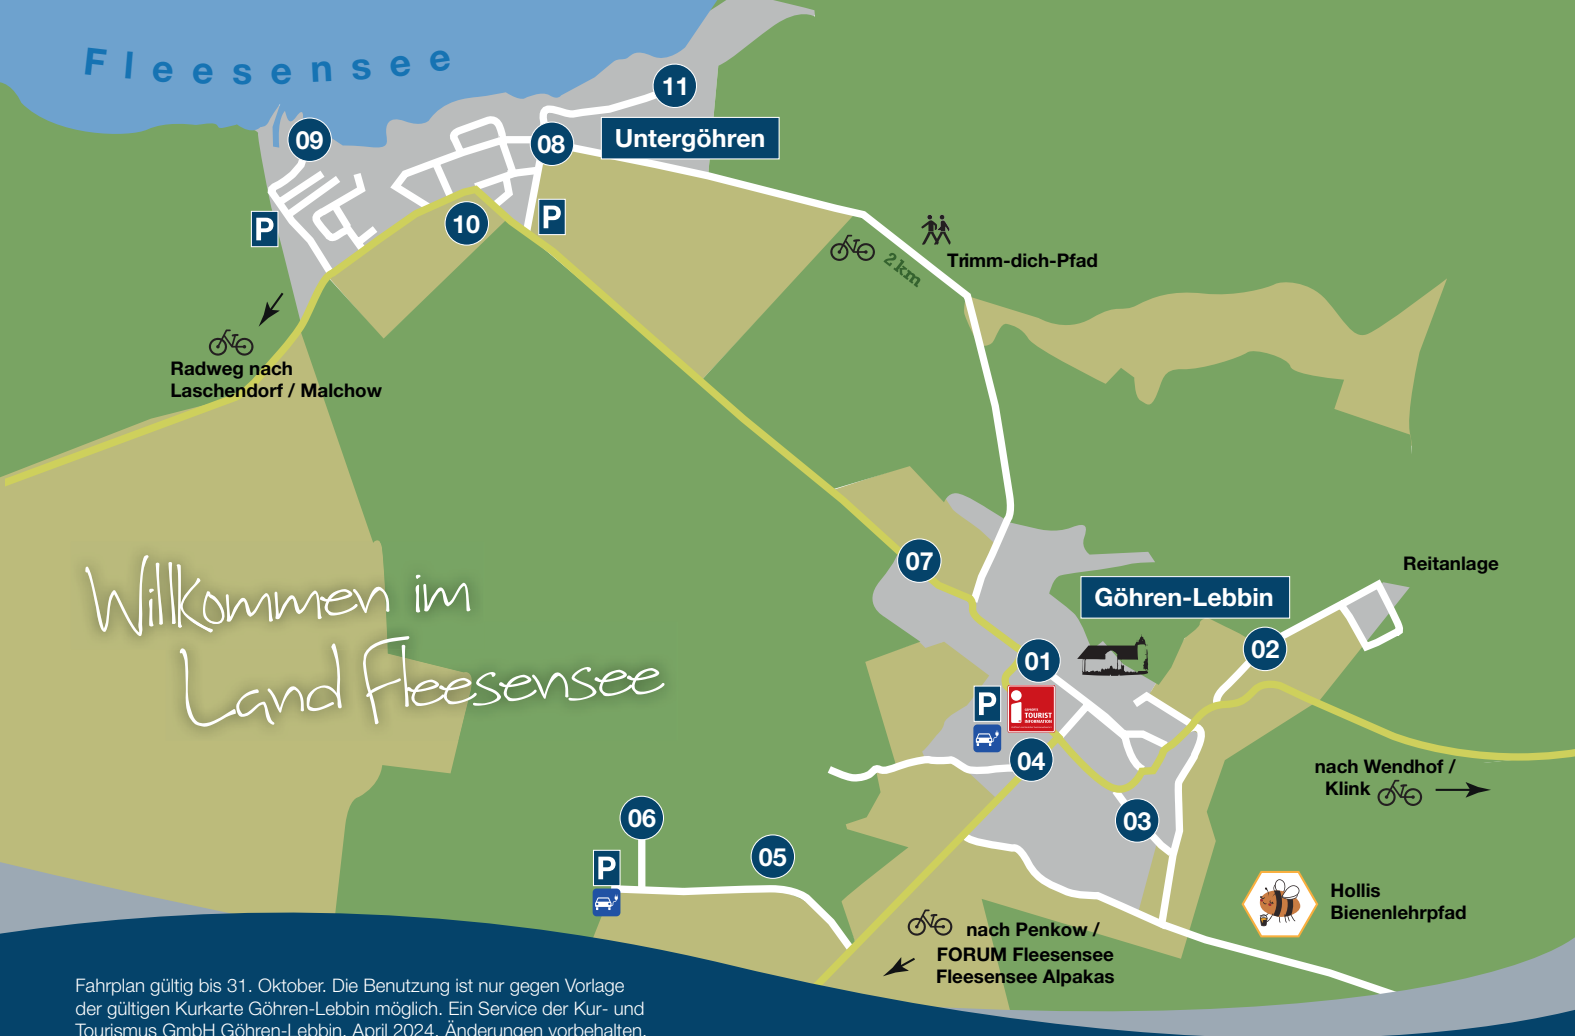 Fleesensee
11
09
08
Untergöhren
P
10
P
2 km
Trimm-dich-Pfad
Radweg nach
Laschendorf / Malchow
07
Reitanlage
Göhren-Lebbin
Willkommen im
Land Fleesensee
01
02
P
i
TOURIST
INFORMATION
04
nach Wendhof /
Klink
03
06
05
P
Hollis
Bienenlehrpfad
nach Penkow /
FORUM Fleesensee
Fleesensee Alpakas
Fahrplan gültig bis 31. Oktober. Die Benutzung ist nur gegen Vorlage
der gültigen Kurkarte Göhren-Lebbin möglich. Ein Service der Kur- und
Tourismus GmbH Göhren-Lebbin. April 2024. Änderungen vorbehalten.